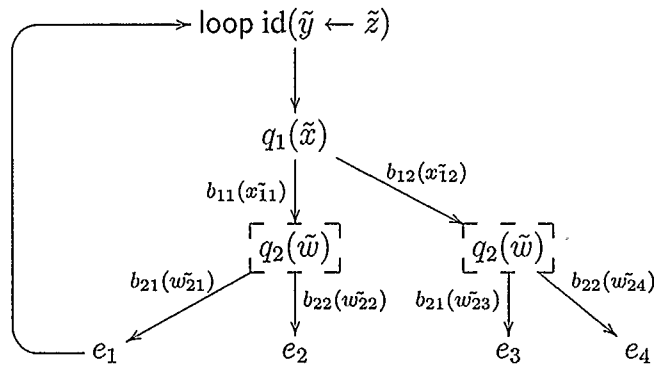 loop id(ỹ ← z̃)
q₁(x̃)
b₁₁(x̃₁₁) b₁₂(x̃₁₂)
q₂(w̃) q₂(w̃)
b₂₁(w̃₂₁) b₂₂(w̃₂₂) b₂₁(w̃₂₃) b₂₂(w̃₂₄)
e₁ e₂ e₃ e₄